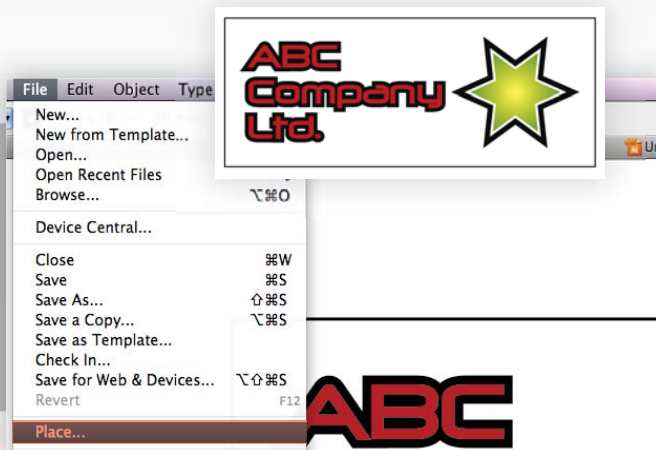 ABC
Company
Ltd.
File Edit Object Type
New...
New from Template...
Open...
Open Recent Files
Browse... ⌥⌘O
Device Central...
Close ⌘W
Save ⌘S
Save As... ⇧⌘S
Save a Copy... ⌥⌘S
Save as Template...
Check In...
Save for Web & Devices... ⌥⇧⌘S
Revert F12
Place...
ABC